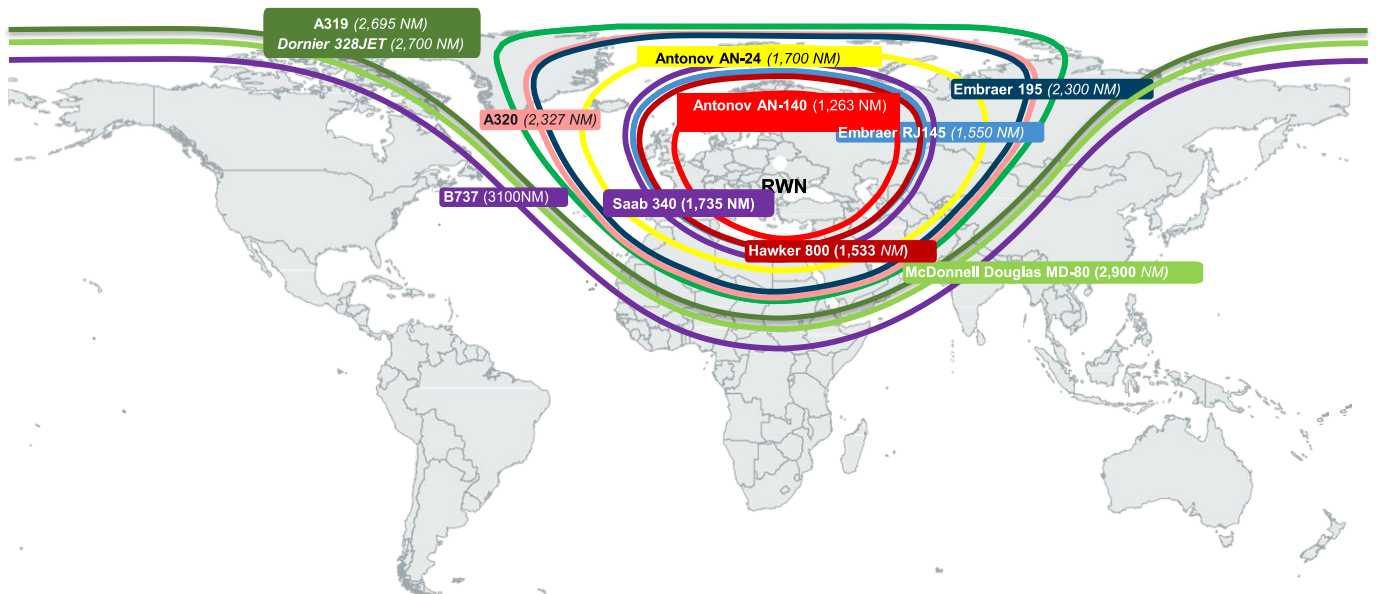 A319 (2,695 NM)
Dornier 328JET (2,700 NM)
Antonov AN-24 (1,700 NM)
Embraer 195 (2,300 NM)
Antonov AN-140 (1,263 NM)
A320 (2,327 NM)
Embraer RJ145 (1,550 NM)
RWN
B737 (3100NM)
Saab 340 (1,735 NM)
Hawker 800 (1,533 NM)
McDonnell Douglas MD-80 (2,900 NM)